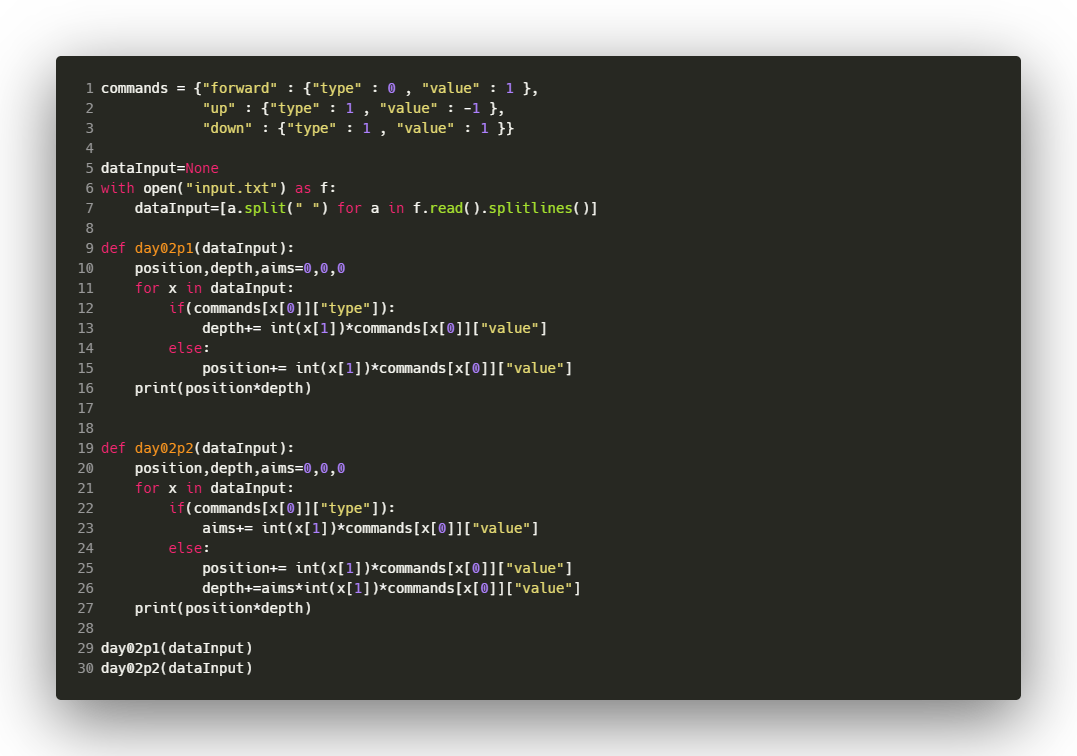 1 commands = {"forward" : {"type" : 0 , "value" : 1 },
2             "up" : {"type" : 1 , "value" : -1 },
3             "down" : {"type" : 1 , "value" : 1 }}
4
5 dataInput=None
6 with open("input.txt") as f:
7     dataInput=[a.split(" ") for a in f.read().splitlines()]
8
9 def day02p1(dataInput):
10     position,depth,aims=0,0,0
11     for x in dataInput:
12         if(commands[x[0]]["type"]):
13             depth+= int(x[1])*commands[x[0]]["value"]
14         else:
15             position+= int(x[1])*commands[x[0]]["value"]
16     print(position*depth)
17
18
19 def day02p2(dataInput):
20     position,depth,aims=0,0,0
21     for x in dataInput:
22         if(commands[x[0]]["type"]):
23             aims+= int(x[1])*commands[x[0]]["value"]
24         else:
25             position+= int(x[1])*commands[x[0]]["value"]
26             depth+=aims*int(x[1])*commands[x[0]]["value"]
27     print(position*depth)
28
29 day02p1(dataInput)
30 day02p2(dataInput)